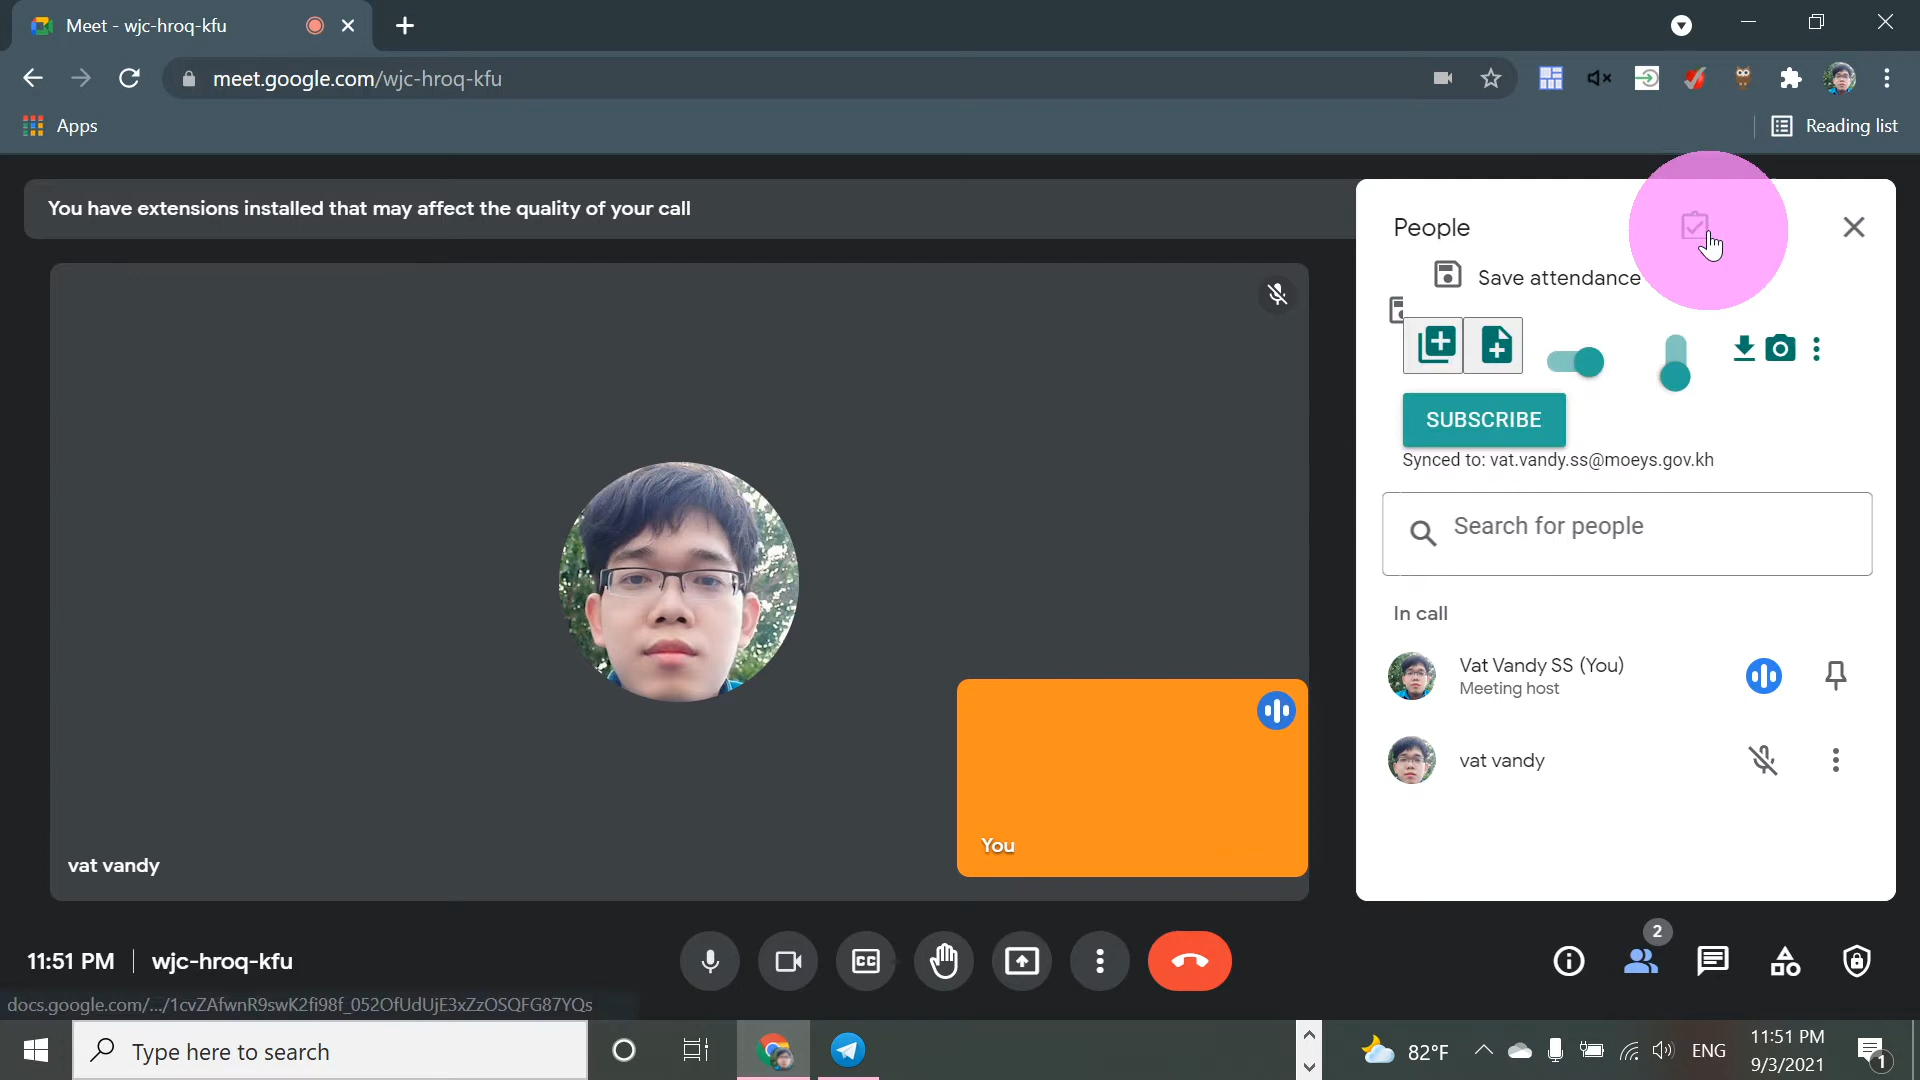 Meet - wjc-hroq-kfu
meet.google.com/wjc-hroq-kfu
Apps
Reading list
You have extensions installed that may affect the quality of your call
People
Save attendance
SUBSCRIBE
Synced to: vat.vandy.ss@moeys.gov.kh
Search for people
In call
Vat Vandy SS (You)
Meeting host
vat vandy
You
vat vandy
11:51 PM | wjc-hroq-kfu
CC
2
docs.google.com/.../1cvZAfwnR9swK2fi98f_052OfUdUjE3xZzOSQFG87YQs
Type here to search
82°F
ENG
11:51 PM
9/3/2021
1